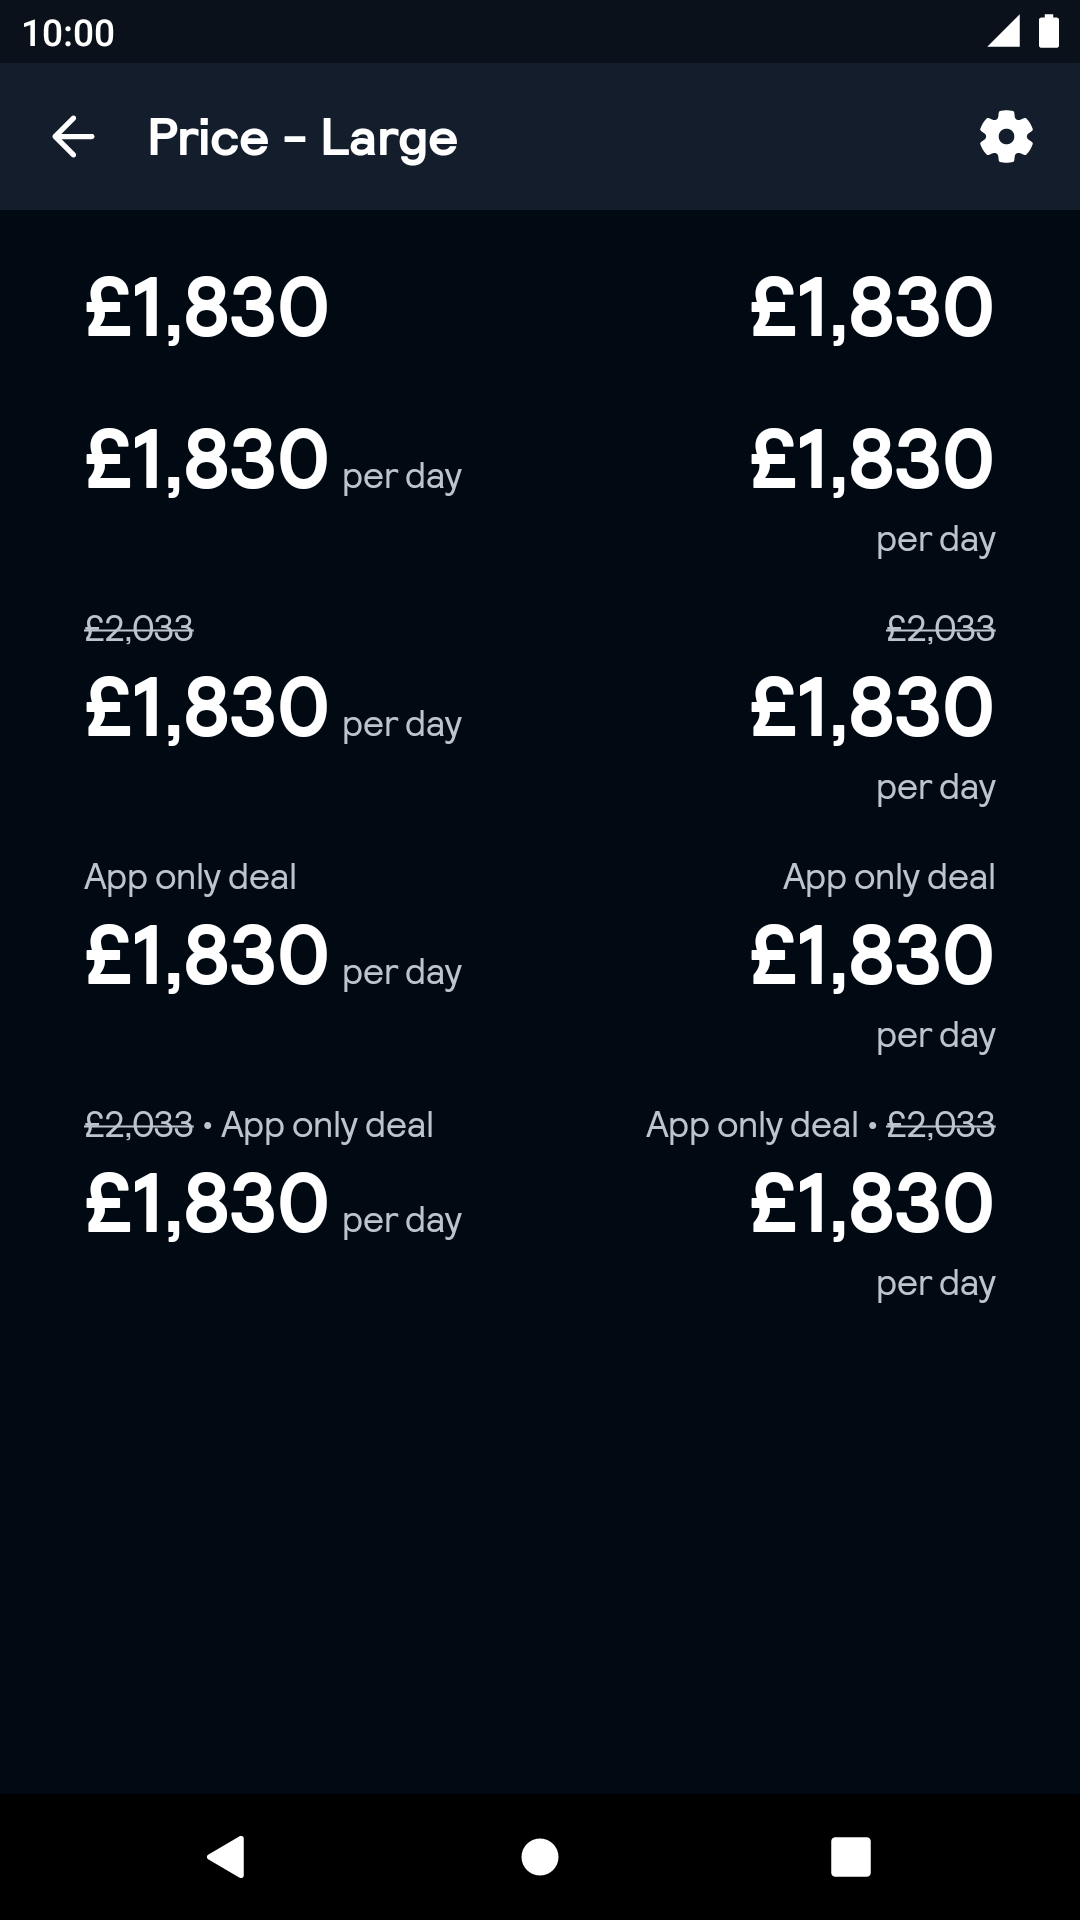 10:00
Price - Large
£1,830 £1,830
£1,830 per day £1,830
per day
£2,033 £2,033
£1,830 per day £1,830
per day
App only deal App only deal
£1,830 per day £1,830
per day
£2,033 • App only deal App only deal • £2,033
£1,830 per day £1,830
per day